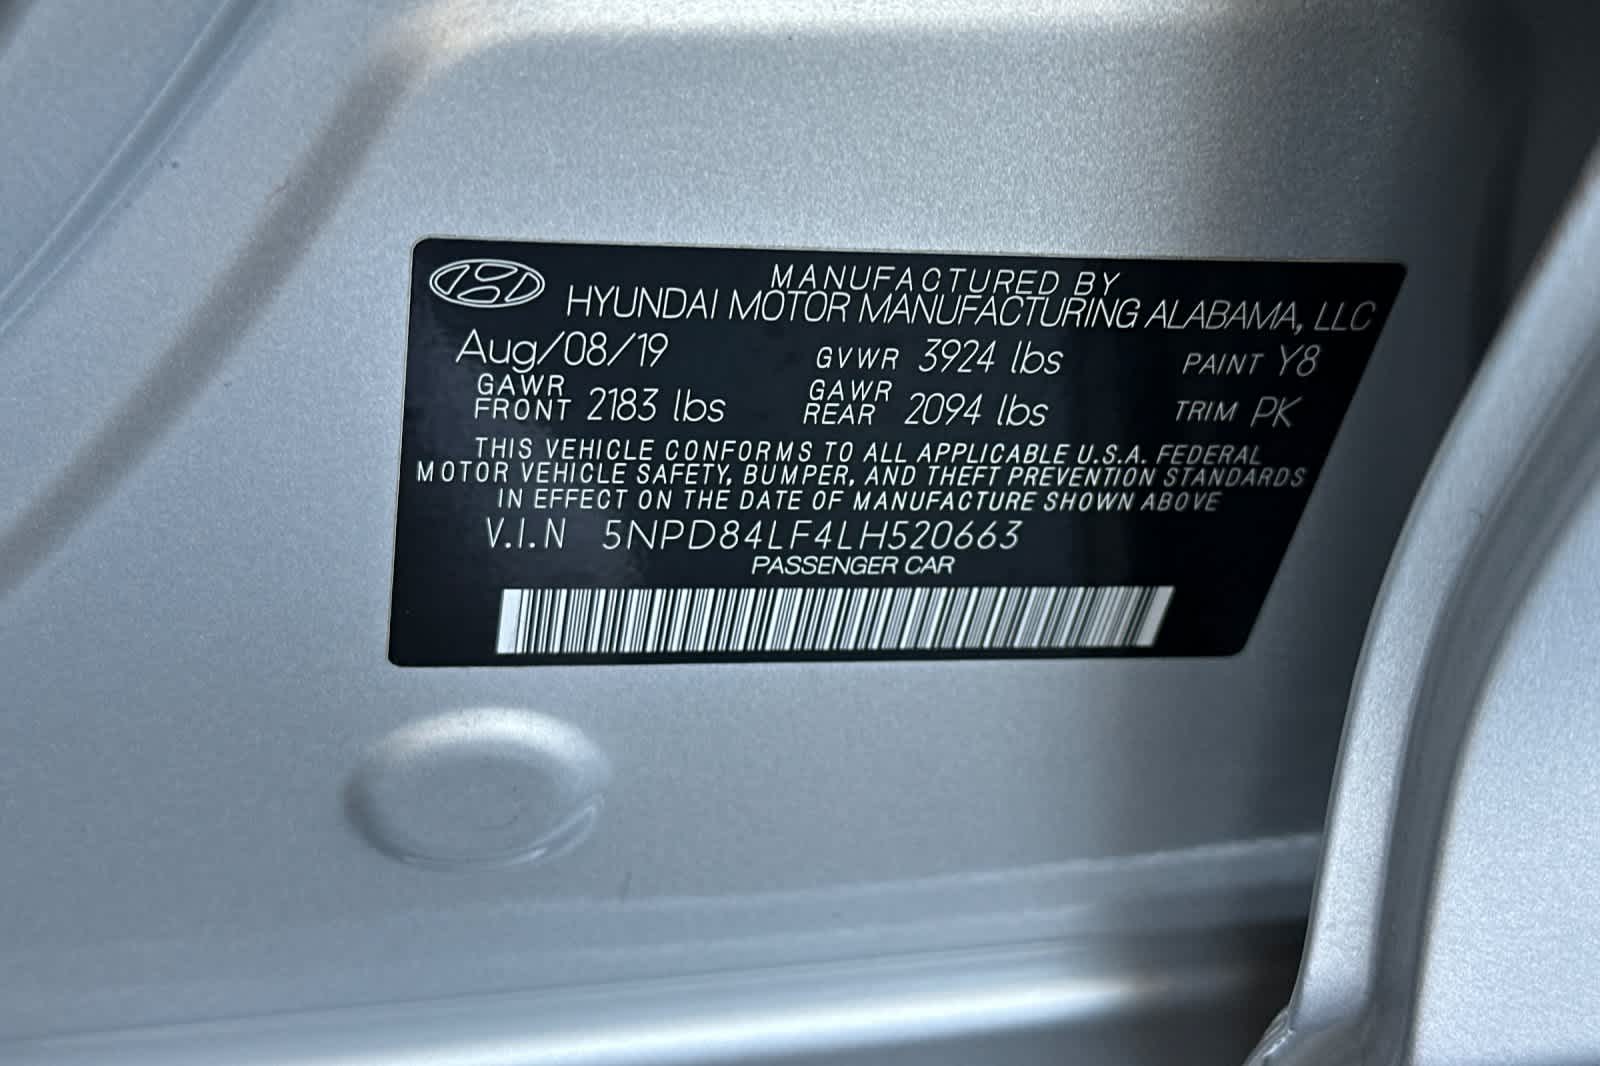 MANUFACTURED BY
HYUNDAI MOTOR MANUFACTURING ALABAMA, LLC
Aug/08/19 GVWR 3924 lbs PAINT Y8
GAWR FRONT 2183 lbs GAWR REAR 2094 lbs TRIM PK
THIS VEHICLE CONFORMS TO ALL APPLICABLE U.S.A. FEDERAL
MOTOR VEHICLE SAFETY, BUMPER, AND THEFT PREVENTION STANDARDS
IN EFFECT ON THE DATE OF MANUFACTURE SHOWN ABOVE
V.I.N 5NPD84LF4LH520663
PASSENGER CAR